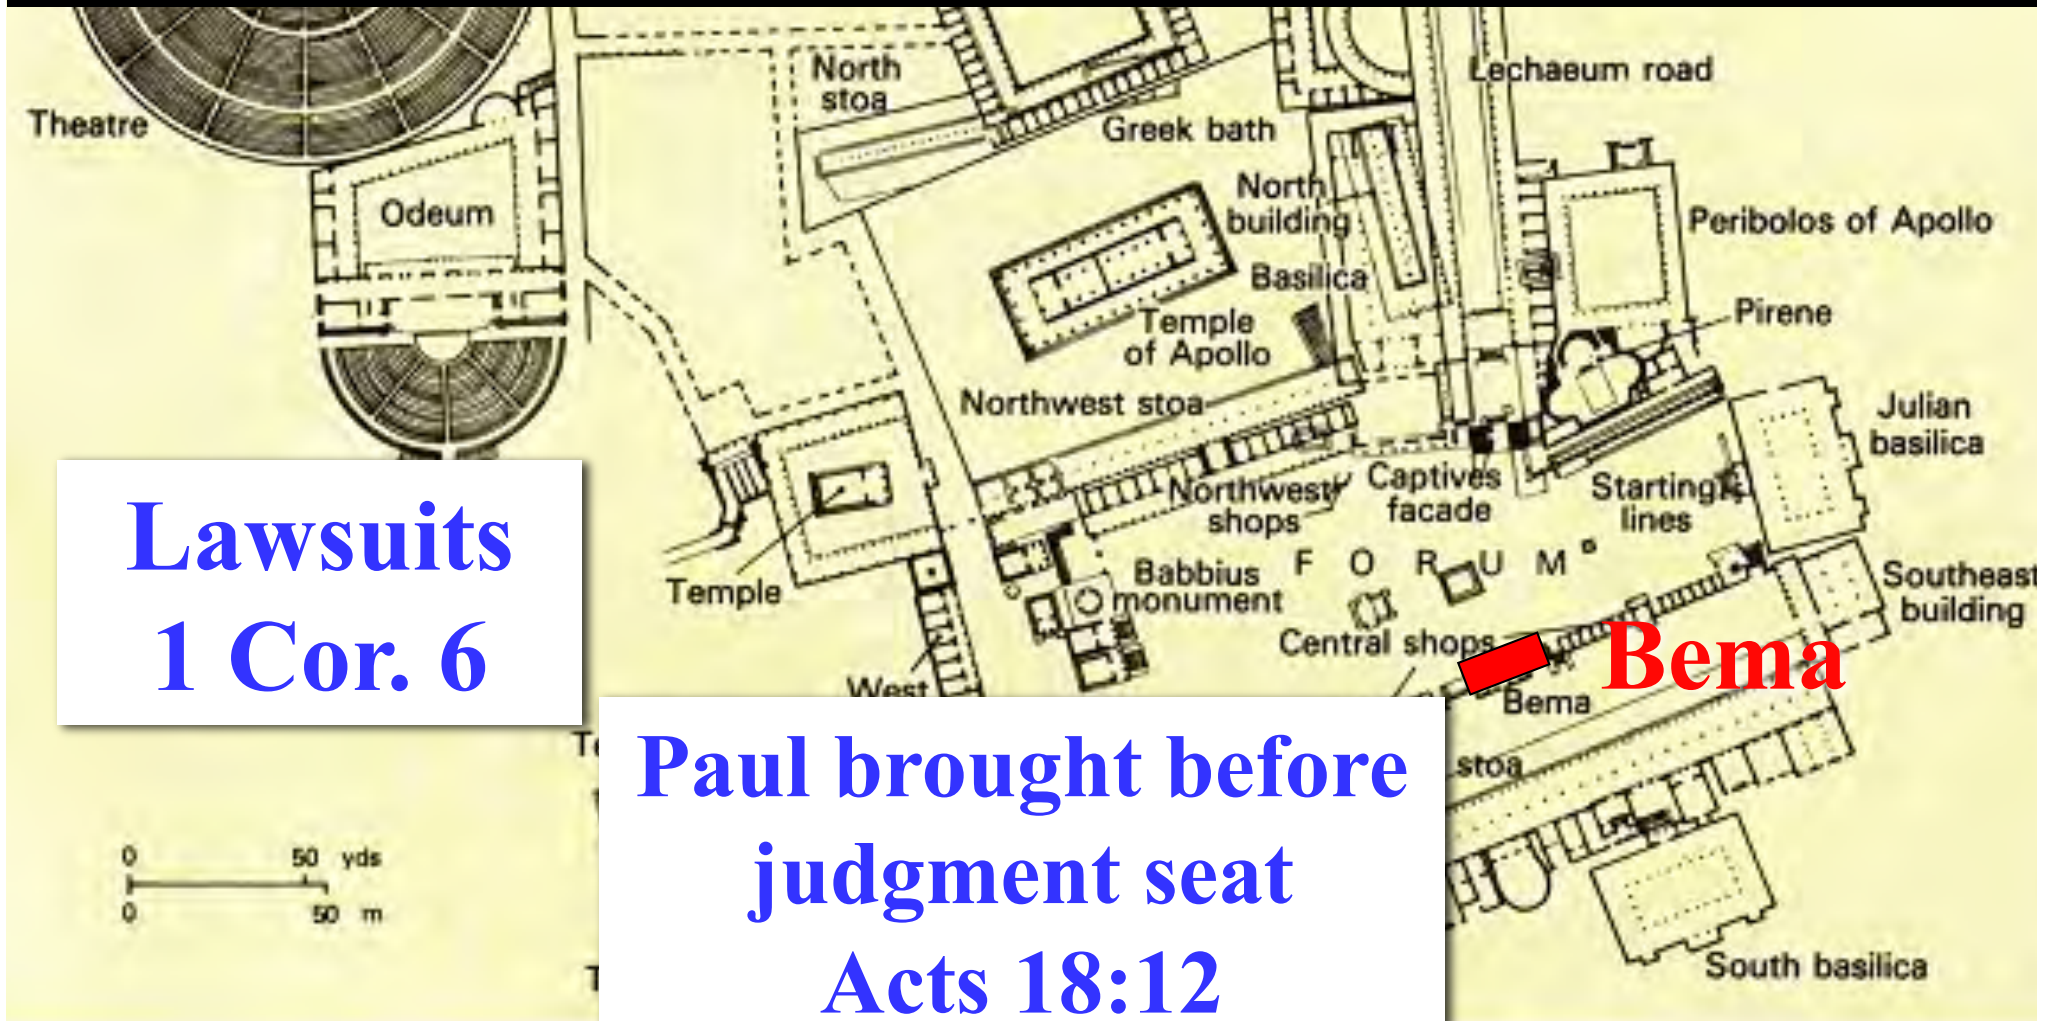 North
stoa
Lechaeum road
Theatre
Greek bath
Odeum
North
building
Peribolos of Apollo
Basilica
Temple
of Apollo
Pirene
Northwest stoa
Julian
basilica
Northwest
shops
Captives
facade
Starting
lines
Lawsuits
1 Cor. 6
Temple
Babbius
monument
FORUM
Southeast
building
Central shops
Bema
West
Bema
Paul brought before
judgment seat
Acts 18:12
stoa
0 50 yds
0 50 m
South basilica